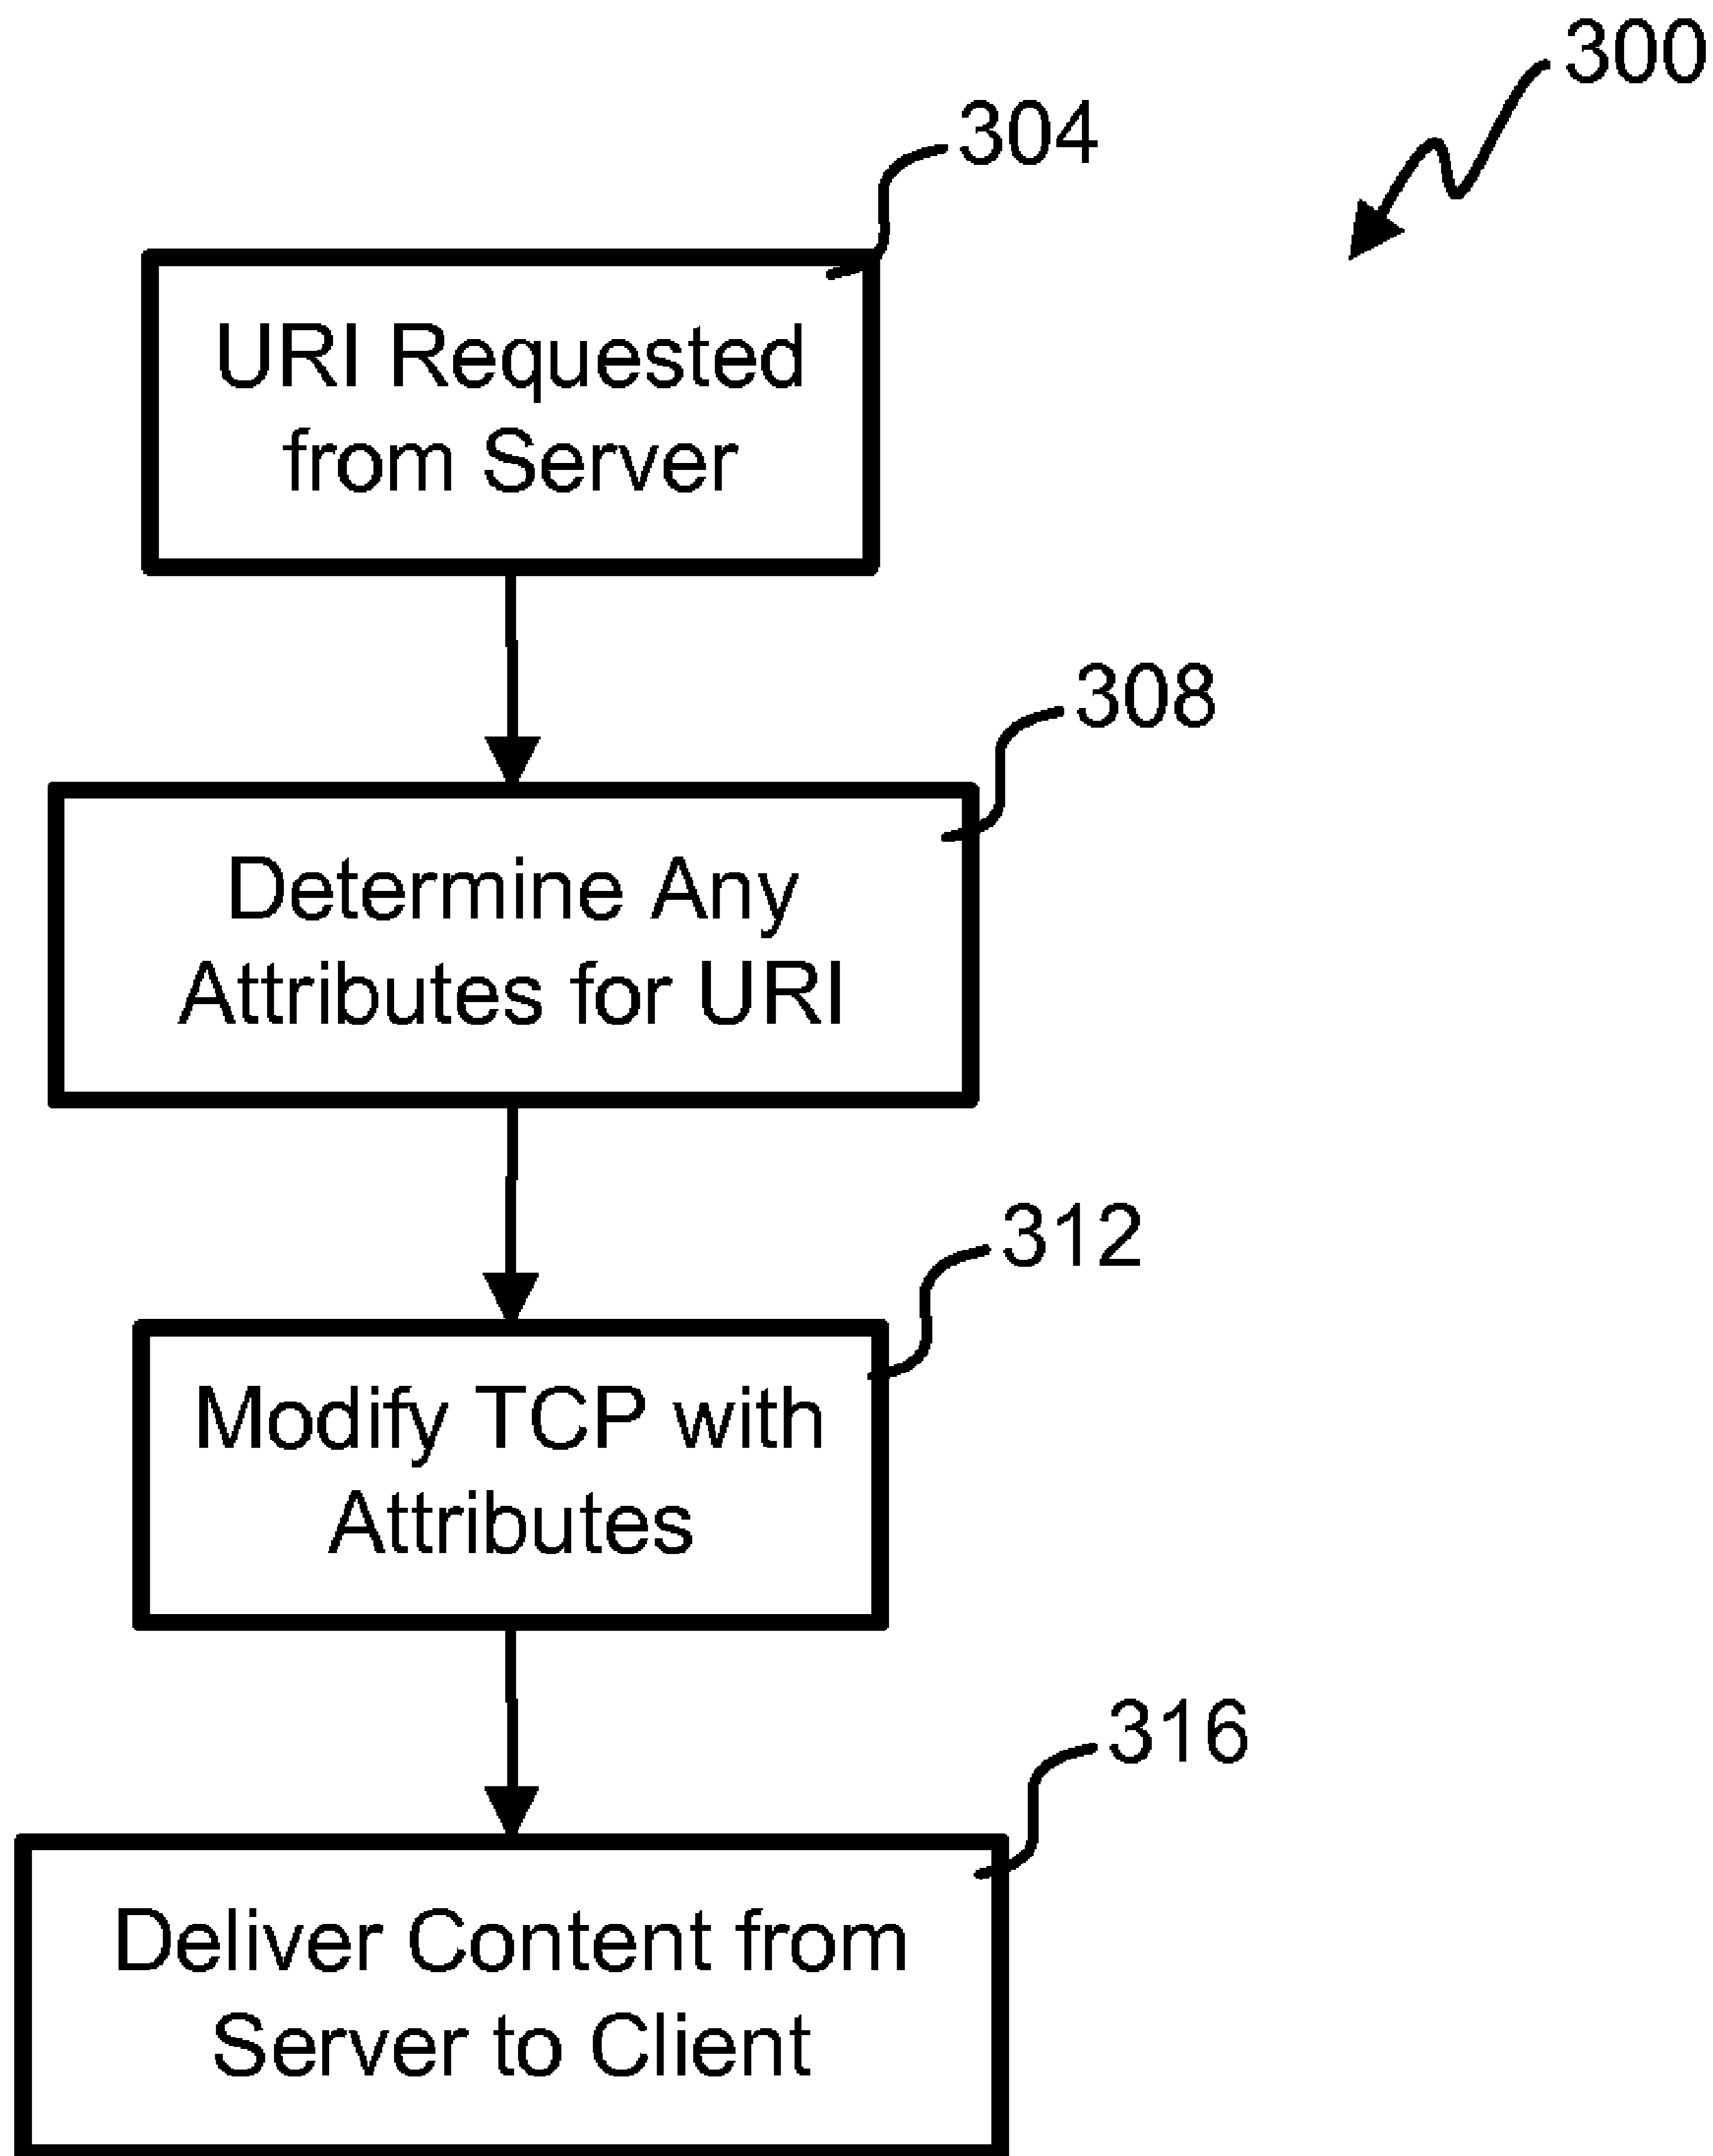 300
304
URI Requested
from Server
308
Determine Any
Attributes for URI
312
Modify TCP with
Attributes
316
Deliver Content from
Server to Client